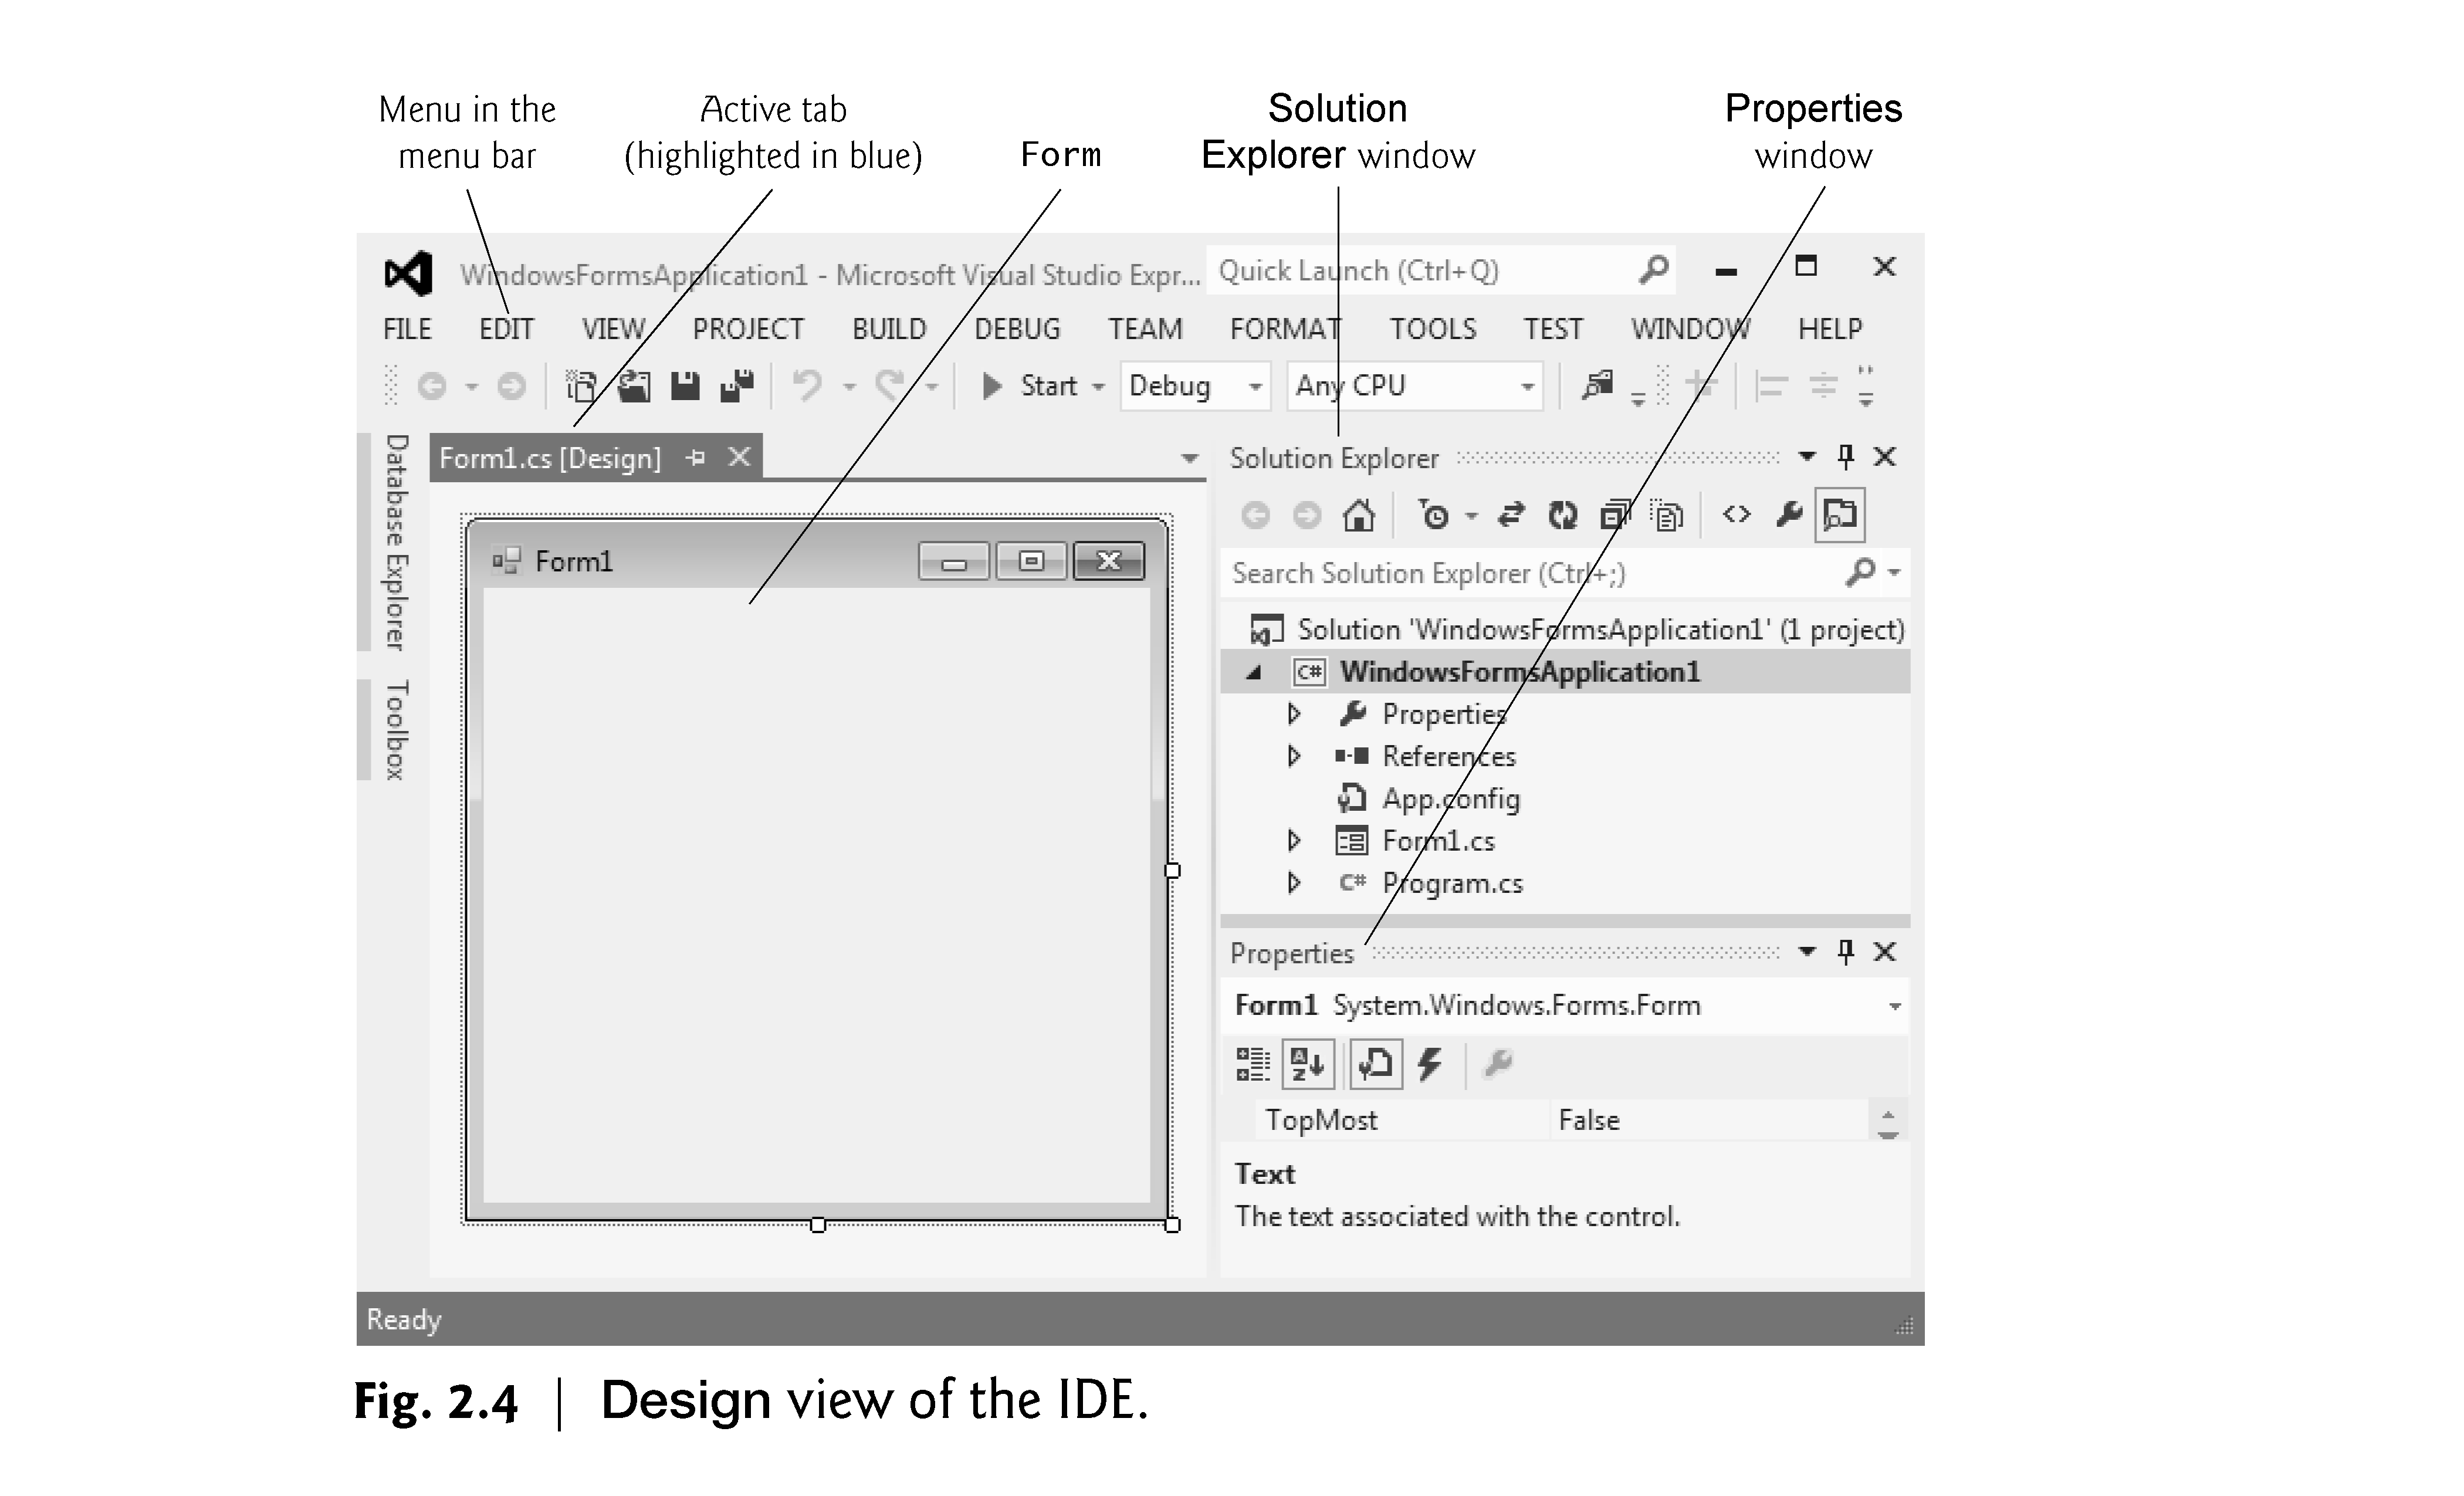 Menu in the
menu bar
Active tab
(highlighted in blue)
Form
Solution
Explorer window
Properties
window
WindowsFormsApplication1 - Microsoft Visual Studio Expr...
Quick Launch (Ctrl+Q)
FILE EDIT VIEW PROJECT BUILD DEBUG TEAM FORMAT TOOLS TEST WINDOW HELP
Start Debug Any CPU
Database Explorer
Toolbox
Form1.cs [Design]
Form1
Solution Explorer
Search Solution Explorer (Ctrl+;)
Solution 'WindowsFormsApplication1' (1 project)
C# WindowsFormsApplication1
Properties
References
App.config
Form1.cs
C# Program.cs
Properties
Form1 System.Windows.Forms.Form
TopMost False
Text
The text associated with the control.
Ready
Fig. 2.4 | Design view of the IDE.